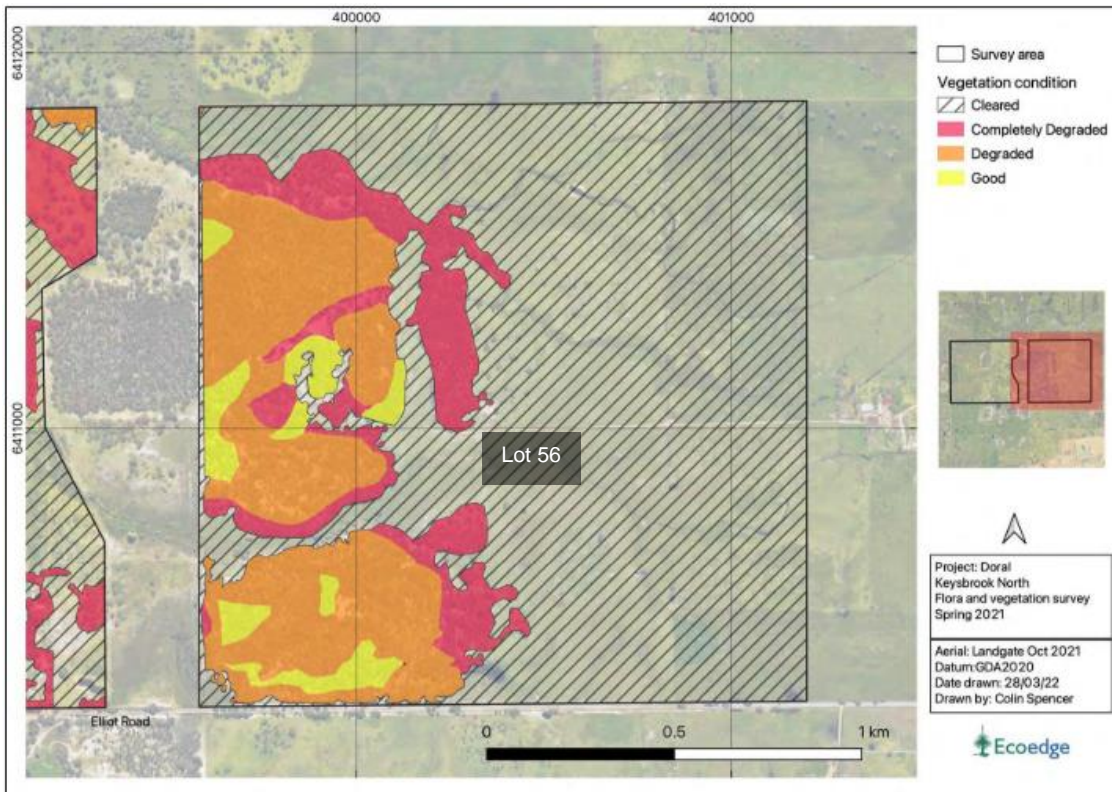 400000
401000
6412000
6411000
Survey area
Vegetation condition
Cleared
Completely Degraded
Degraded
Good
Lot 56
Elliot Road
0 0.5 1 km
Project: Doral
Keysbrook North
Flora and vegetation survey
Spring 2021
Aerial: Landgate Oct 2021
Datum:GDA2020
Date drawn: 28/03/22
Drawn by: Colin Spencer
Ecoedge